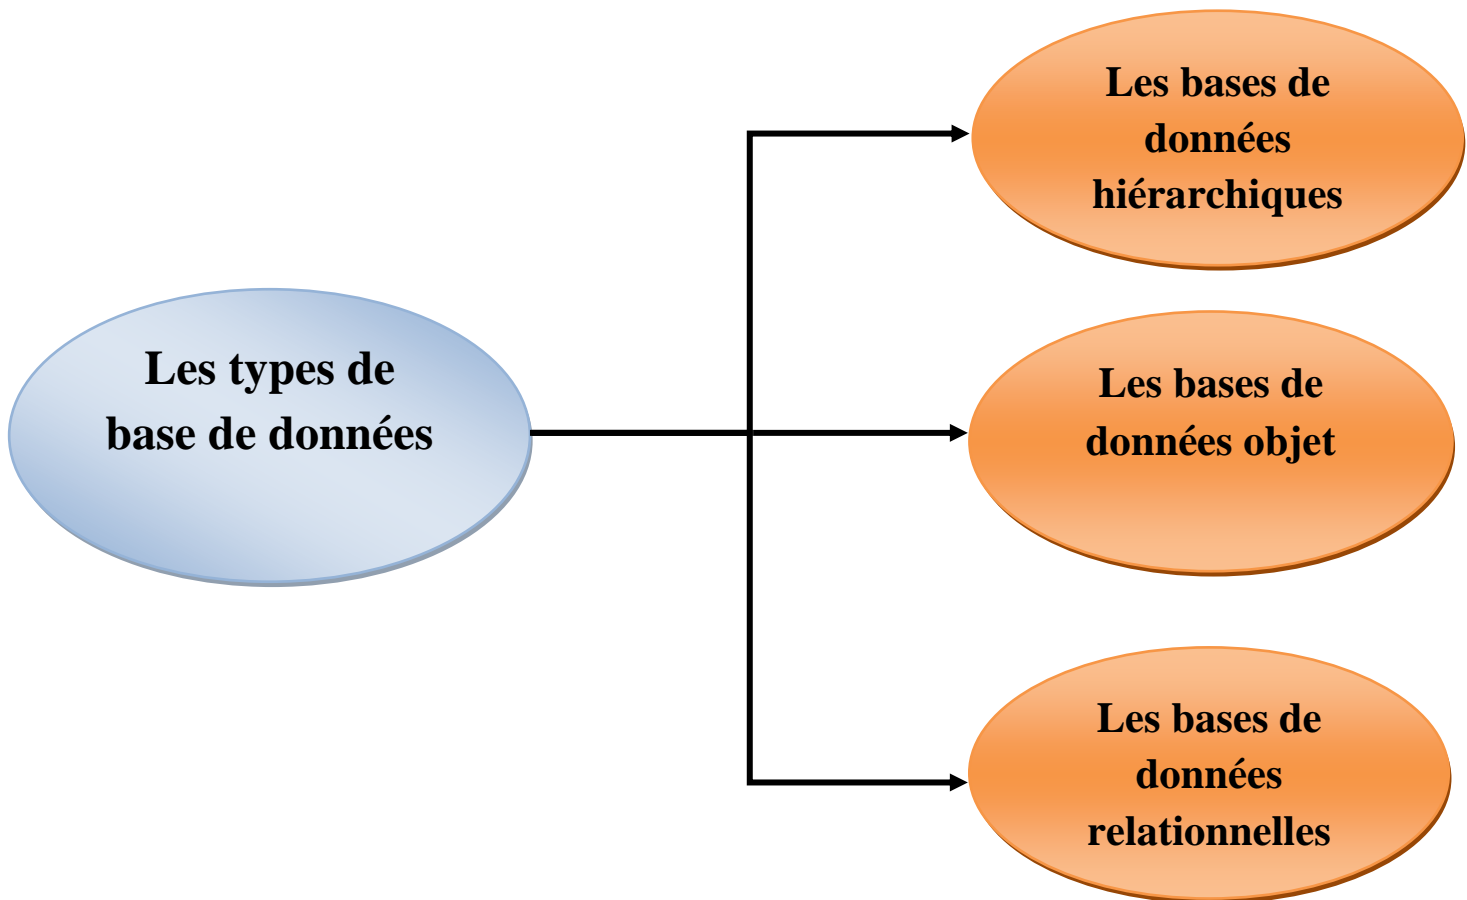 Les bases de
données
hiérarchiques
Les types de
base de données
Les bases de
données objet
Les bases de
données
relationnelles